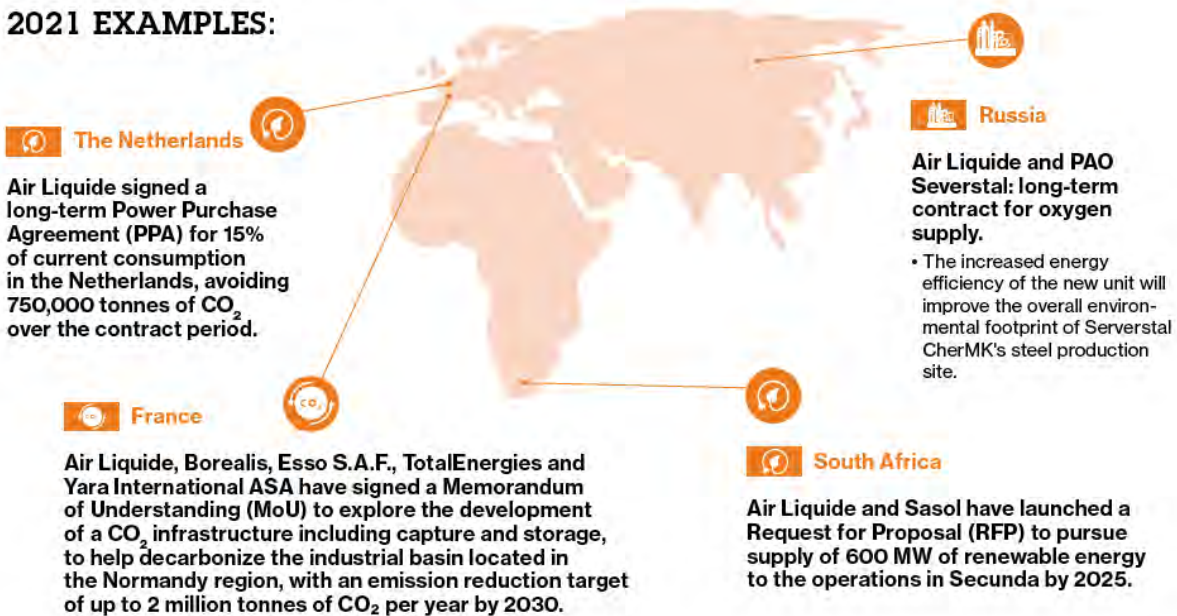 2021 EXAMPLES:
The Netherlands
Air Liquide signed a
long-term Power Purchase
Agreement (PPA) for 15%
of current consumption
in the Netherlands, avoiding
750,000 tonnes of CO₂
over the contract period.
CO₂
France
Air Liquide, Borealis, Esso S.A.F., TotalEnergies and
Yara International ASA have signed a Memorandum
of Understanding (MoU) to explore the development
of a CO₂ infrastructure including capture and storage,
to help decarbonize the industrial basin located in
the Normandy region, with an emission reduction target
of up to 2 million tonnes of CO₂ per year by 2030.
Russia
Air Liquide and PAO
Severstal: long-term
contract for oxygen
supply.
• The increased energy
efficiency of the new unit will
improve the overall environ-
mental footprint of Serverstal
CherMK's steel production
site.
South Africa
Air Liquide and Sasol have launched a
Request for Proposal (RFP) to pursue
supply of 600 MW of renewable energy
to the operations in Secunda by 2025.